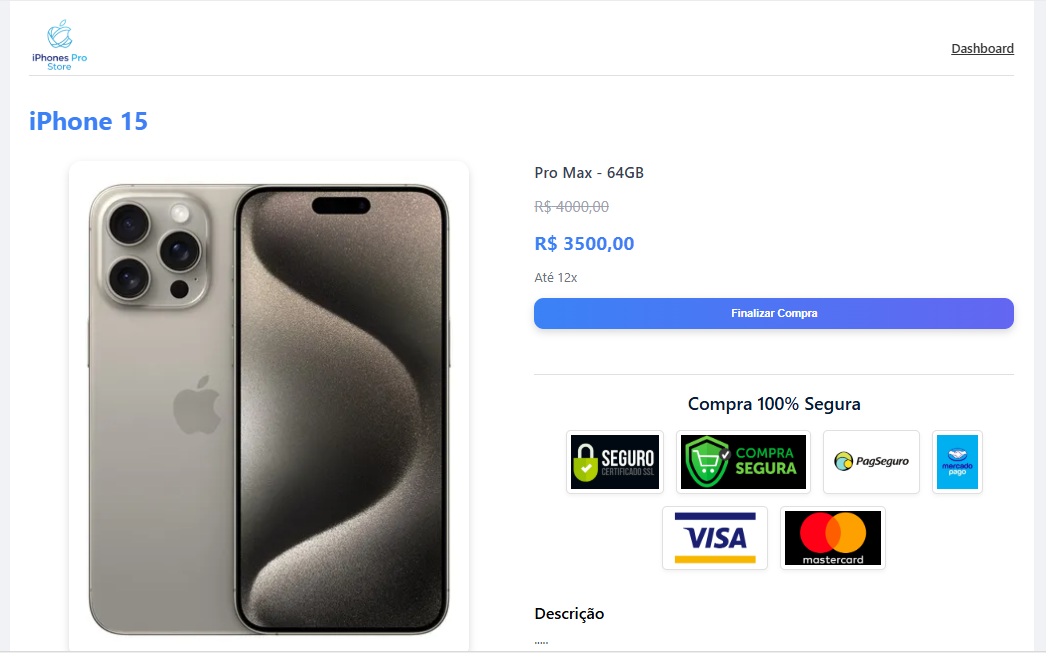 iPhones Pro
Store
Dashboard
iPhone 15
Pro Max - 64GB
R$ 4000,00
R$ 3500,00
Até 12x
Finalizar Compra
Compra 100% Segura
SEGURO
CERTIFICADO SSL
COMPRA
SEGURA
PagSeguro
mercado
pago
VISA
mastercard
Descrição
.....